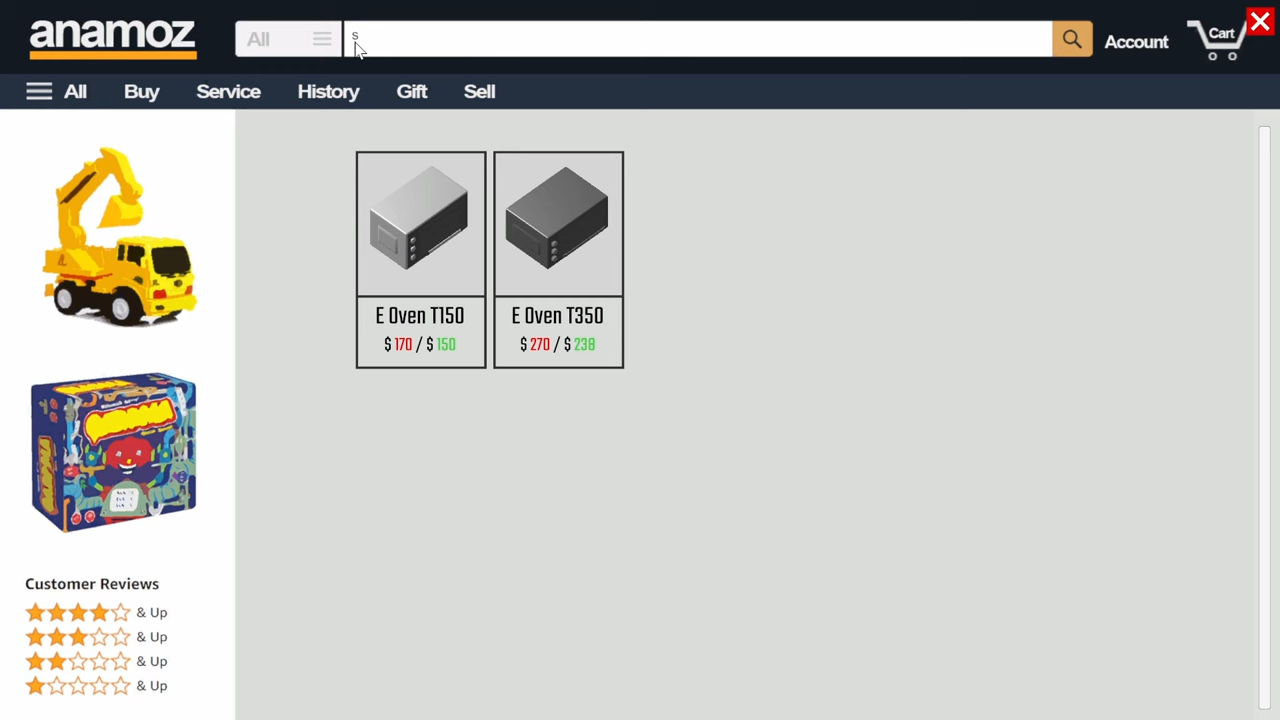 anamoz
All
s
Account
Cart
All
Buy
Service
History
Gift
Sell
E Oven T150
$ 170 / $ 150
E Oven T350
$ 270 / $ 238
Customer Reviews
& Up
& Up
& Up
& Up